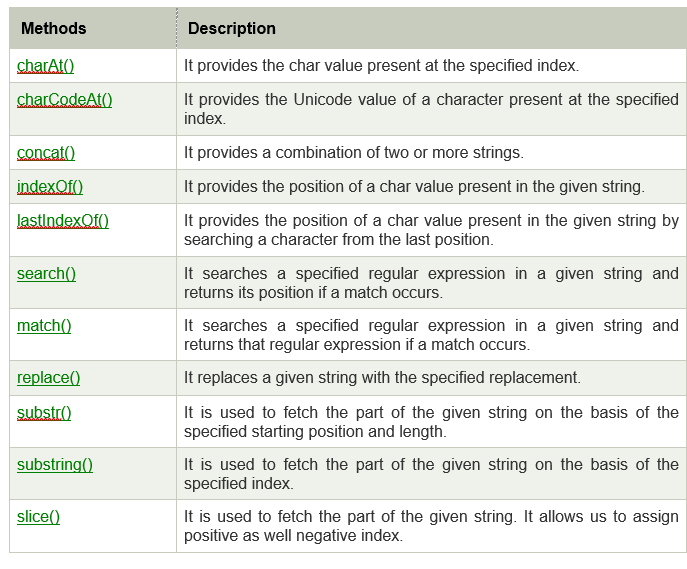 Methods Description
charAt() It provides the char value present at the specified index.
charCodeAt() It provides the Unicode value of a character present at the specified
index.
concat() It provides a combination of two or more strings.
indexOf() It provides the position of a char value present in the given string.
lastIndexOf() It provides the position of a char value present in the given string by
searching a character from the last position.
search() It searches a specified regular expression in a given string and
returns its position if a match occurs.
match() It searches a specified regular expression in a given string and
returns that regular expression if a match occurs.
replace() It replaces a given string with the specified replacement.
substr() It is used to fetch the part of the given string on the basis of the
specified starting position and length.
substring() It is used to fetch the part of the given string on the basis of the
specified index.
slice() It is used to fetch the part of the given string. It allows us to assign
positive as well negative index.